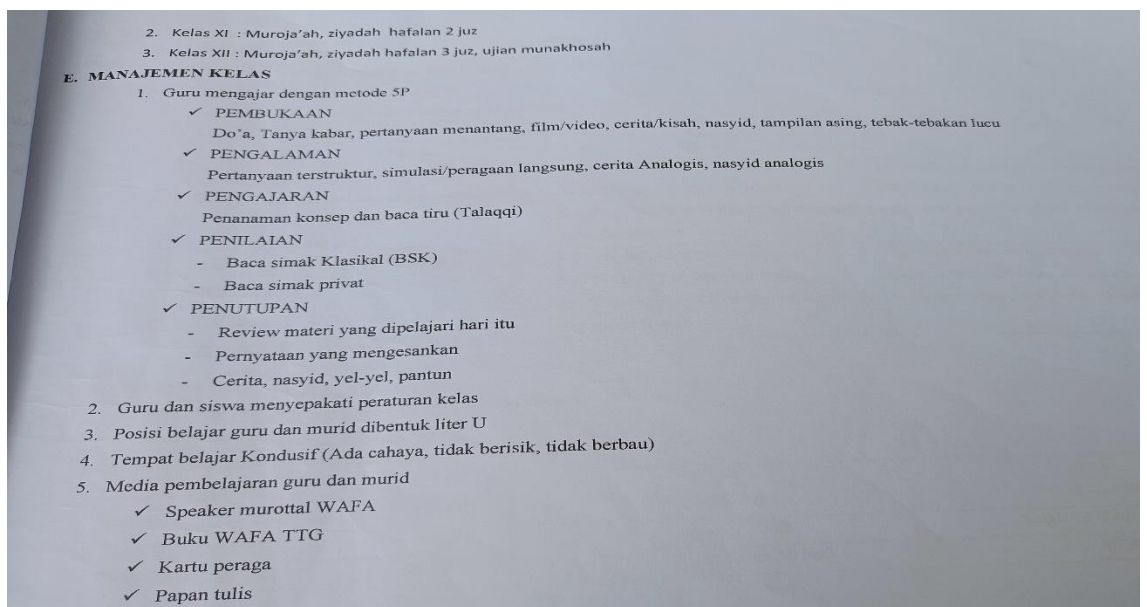 2. Kelas XI : Muroja'ah, ziyadah hafalan 2 juz
3. Kelas XII : Muroja'ah, ziyadah hafalan 3 juz, ujian munakhosah
E. MANAJEMEN KELAS
1. Guru mengajar dengan metode 5P
✓ PEMBUKAAN
Do'a, Tanya kabar, pertanyaan menantang, film/video, cerita/kisah, nasyid, tampilan asing, tebak-tebakan lucu
✓ PENGALAMAN
Pertanyaan terstruktur, simulasi/peragaan langsung, cerita Analogis, nasyid analogis
✓ PENGAJARAN
Penanaman konsep dan baca tiru (Talaqqi)
✓ PENILAIAN
- Baca simak Klasikal (BSK)
- Baca simak privat
✓ PENUTUPAN
- Review materi yang dipelajari hari itu
- Pernyataan yang mengesankan
- Cerita, nasyid, yel-yel, pantun
2. Guru dan siswa menyepakati peraturan kelas
3. Posisi belajar guru dan murid dibentuk liter U
4. Tempat belajar Kondusif (Ada cahaya, tidak berisik, tidak berbau)
5. Media pembelajaran guru dan murid
✓ Speaker murottal WAFA
✓ Buku WAFA TTG
✓ Kartu peraga
✓ Papan tulis